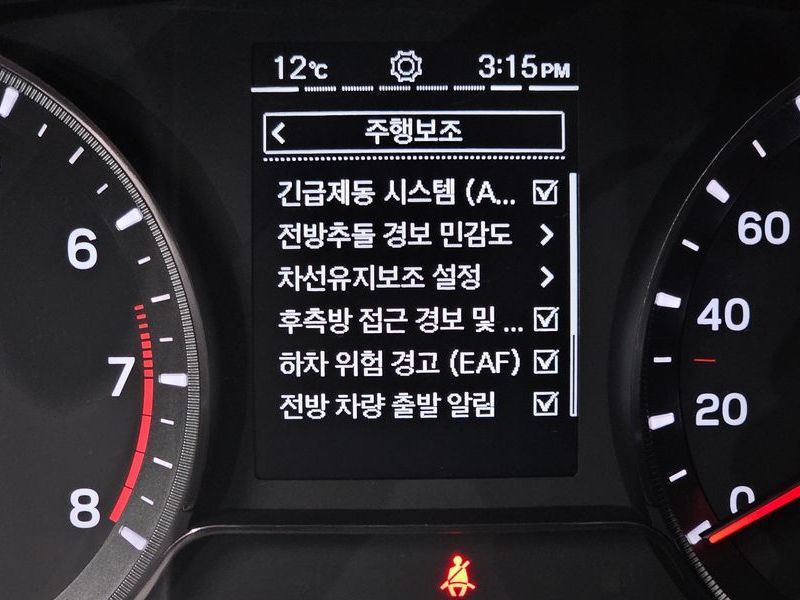 12℃ 3:15PM
주행보조
긴급제동 시스템 (A...
전방추돌 경보 민감도
차선유지보조 설정
후측방 접근 경보 및 ...
하차 위험 경고 (EAF)
전방 차량 출발 알림
6
7
8
60
40
20
0